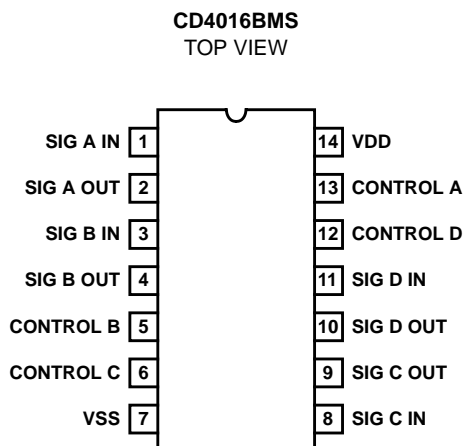 CD4016BMS
TOP VIEW
SIG A IN 1
14 VDD
SIG A OUT 2
13 CONTROL A
SIG B IN 3
12 CONTROL D
SIG B OUT 4
11 SIG D IN
CONTROL B 5
10 SIG D OUT
CONTROL C 6
9 SIG C OUT
VSS 7
8 SIG C IN